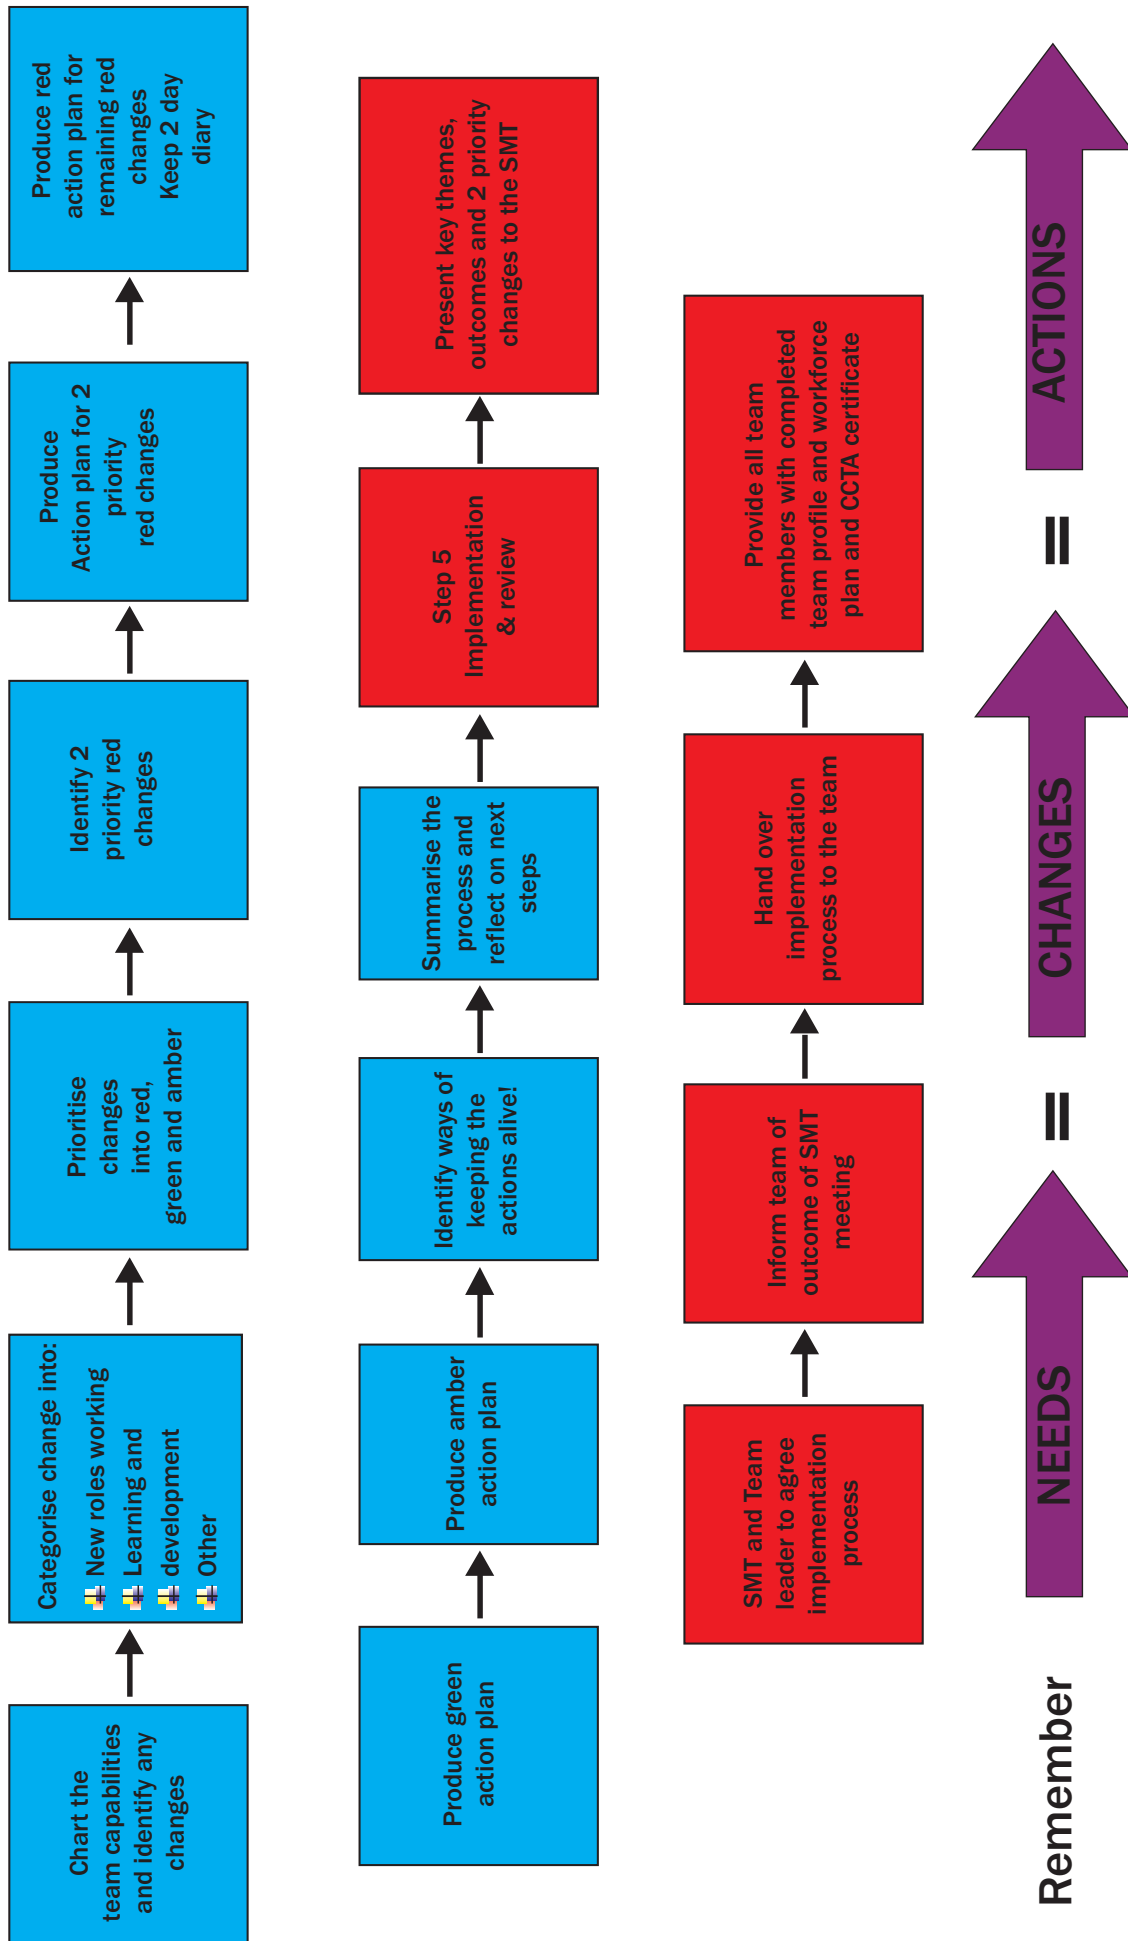 Chart the
team capabilities
and identify any
changes
Categorise change into:
New roles working
Learning and
development
Other
Prioritise
changes
into red,
green and amber
Identify 2
priority red
changes
Produce
Action plan for 2
priority
red changes
Produce red
action plan for
remaining red
changes
Keep 2 day
diary
Produce green
action plan
Produce amber
action plan
Identify ways of
keeping the
actions alive!
Summarise the
process and
reflect on next
steps
Step 5
Implementation
& review
Present key themes,
outcomes and 2 priority
changes to the SMT
SMT and Team
leader to agree
implementation
process
Inform team of
outcome of SMT
meeting
Hand over
implementation
process to the team
Provide all team
members with completed
team profile and workforce
plan and CCTA certificate
Remember
NEEDS
=
CHANGES
=
ACTIONS